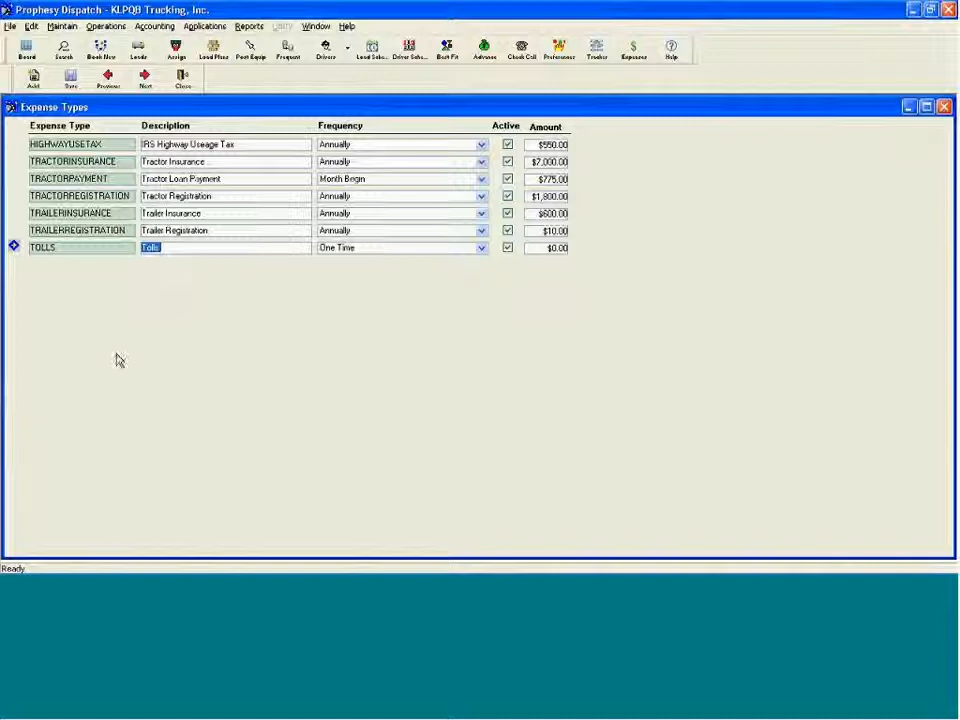 Prophesy Dispatch - KLPQB Trucking, Inc.
File Edit Maintain Operations Accounting Applications Reports Utility Window Help
Board Search Book Now Loads Assign Load Plans Post Equip Frequent Drivers Load Sche... Driver Sche... Best Fit Advance Check Call Preferences Tracker Expenses Help
Add Save Previous Next Close
Expense Types
Expense Type Description Frequency Active Amount
HIGHWAYUSETAX IRS Highway Useage Tax Annually $550.00
TRACTORINSURANCE Tractor Insurance Annually $7,000.00
TRACTORPAYMENT Tractor Loan Payment Month Begin $775.00
TRACTORREGISTRATION Tractor Registration Annually $1,800.00
TRAILERINSURANCE Trailer Insurance Annually $600.00
TRAILERREGISTRATION Trailer Registration Annually $10.00
TOLLS Tolls One Time $0.00
Ready